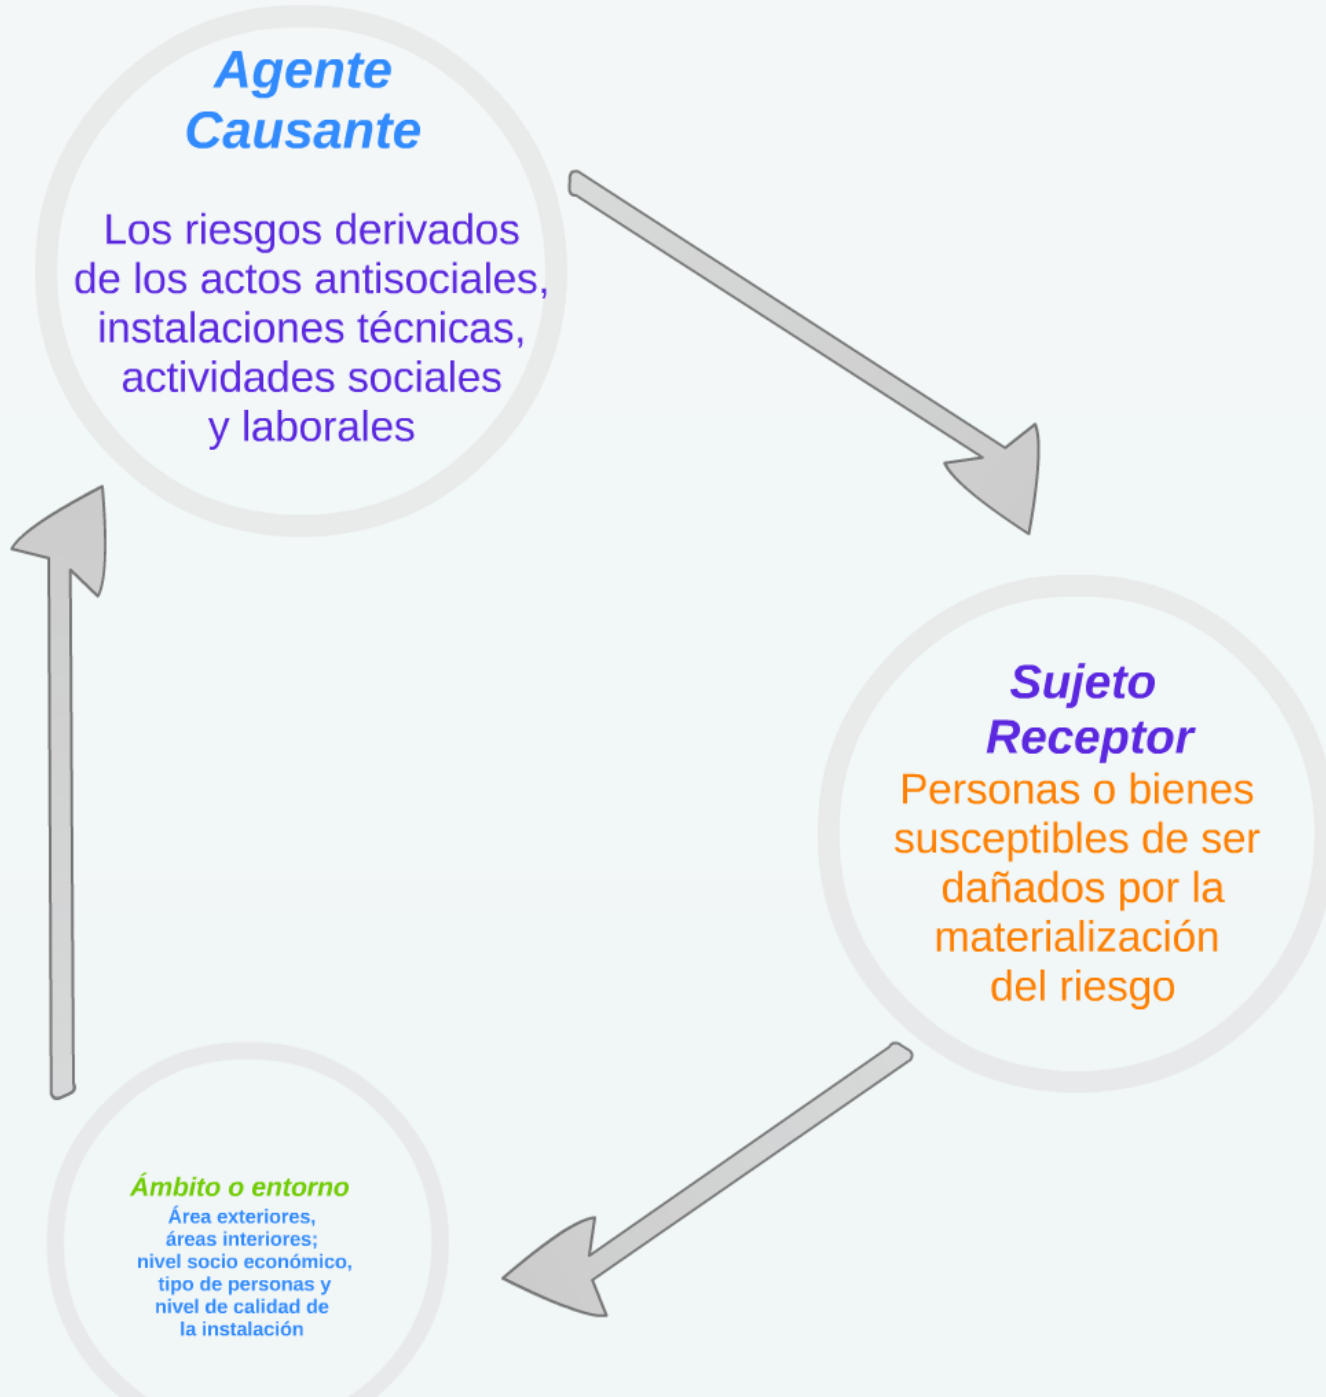 Agente
Causante
Los riesgos derivados
de los actos antisociales,
instalaciones técnicas,
actividades sociales
y laborales
Sujeto
Receptor
Personas o bienes
susceptibles de ser
dañados por la
materialización
del riesgo
Ámbito o entorno
Área exteriores,
áreas interiores;
nivel socio económico,
tipo de personas y
nivel de calidad de
la instalación